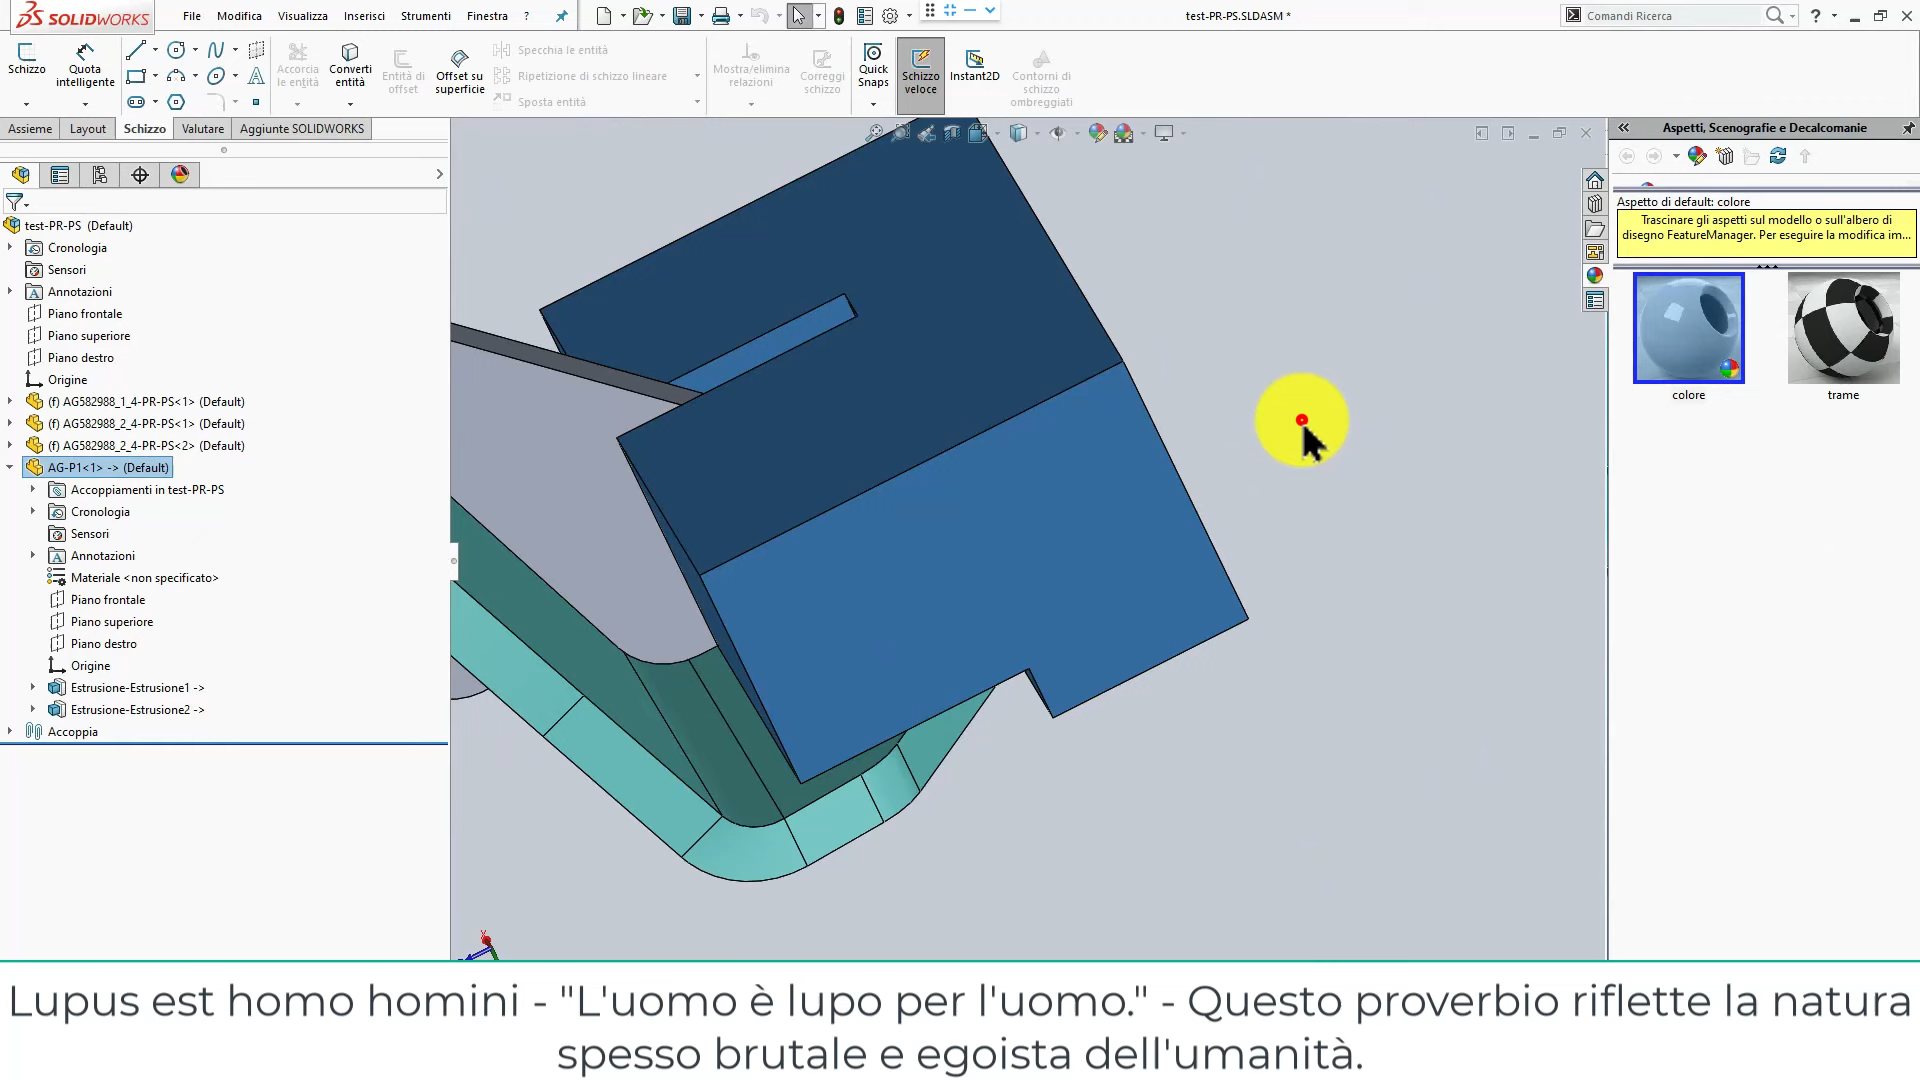 SOLIDWORKS
File Modifica Visualizza Inserisci Strumenti Finestra ?
test-PR-PS.SLDASM *
Comandi Ricerca
?
Schizzo
Quota intelligente
Accorcia le entità
Converti entità
Entità di offset
Offset su superficie
Specchia le entità
Ripetizione di schizzo lineare
Sposta entità
Mostra/elimina relazioni
Correggi schizzo
Quick Snaps
Schizzo veloce
Instant2D
Contorni di schizzo ombreggiati
Assieme Layout Schizzo Valutare Aggiunte SOLIDWORKS
test-PR-PS (Default)
Cronologia
Sensori
Annotazioni
Piano frontale
Piano superiore
Piano destro
Origine
(f) AG582988_1_4-PR-PS<1> (Default)
(f) AG582988_2_4-PR-PS<1> (Default)
(f) AG582988_2_4-PR-PS<2> (Default)
AG-P1<1> -> (Default)
Accoppiamenti in test-PR-PS
Cronologia
Sensori
Annotazioni
Materiale <non specificato>
Piano frontale
Piano superiore
Piano destro
Origine
Estrusione-Estrusione1 ->
Estrusione-Estrusione2 ->
Accoppia
Aspetti, Scenografie e Decalcomanie
Aspetto di default: colore
Trascinare gli aspetti sul modello o sull'albero di
disegno FeatureManager. Per eseguire la modifica im...
colore
trame
Lupus est homo homini - "L'uomo è lupo per l'uomo." - Questo proverbio riflette la natura
spesso brutale e egoista dell'umanità.